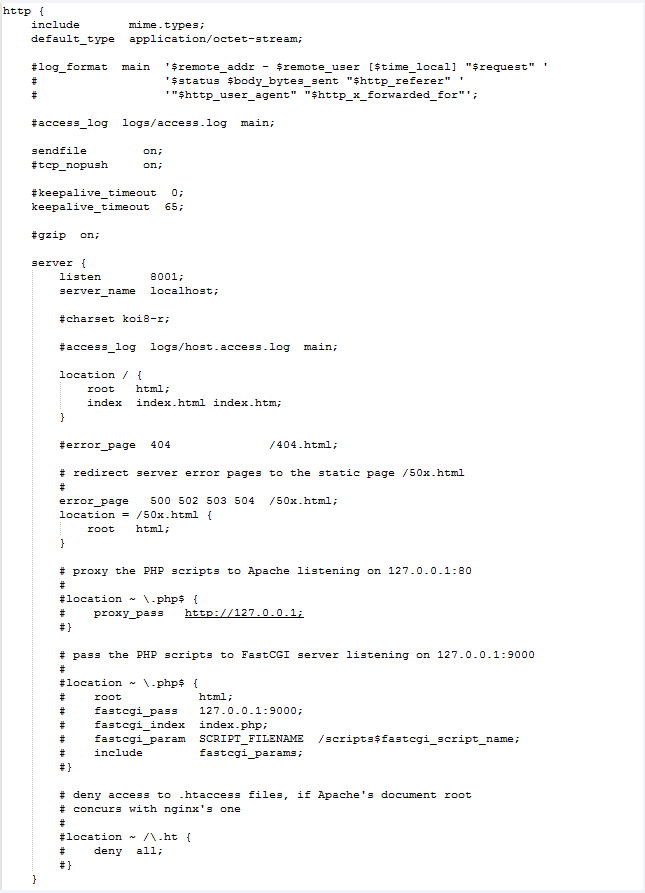 http {
    include       mime.types;
    default_type  application/octet-stream;

    #log_format  main  '$remote_addr - $remote_user [$time_local] "$request" '
    #                  '$status $body_bytes_sent "$http_referer" '
    #                  '"$http_user_agent" "$http_x_forwarded_for"';

    #access_log  logs/access.log  main;

    sendfile        on;
    #tcp_nopush     on;

    #keepalive_timeout  0;
    keepalive_timeout  65;

    #gzip  on;

    server {
        listen       8001;
        server_name  localhost;

        #charset koi8-r;

        #access_log  logs/host.access.log  main;

        location / {
            root   html;
            index  index.html index.htm;
        }

        #error_page  404              /404.html;

        # redirect server error pages to the static page /50x.html
        #
        error_page   500 502 503 504  /50x.html;
        location = /50x.html {
            root   html;
        }

        # proxy the PHP scripts to Apache listening on 127.0.0.1:80
        #
        #location ~ \.php$ {
        #    proxy_pass   http://127.0.0.1;
        #}

        # pass the PHP scripts to FastCGI server listening on 127.0.0.1:9000
        #
        #location ~ \.php$ {
        #    root           html;
        #    fastcgi_pass   127.0.0.1:9000;
        #    fastcgi_index  index.php;
        #    fastcgi_param  SCRIPT_FILENAME  /scripts$fastcgi_script_name;
        #    include        fastcgi_params;
        #}

        # deny access to .htaccess files, if Apache's document root
        # concurs with nginx's one
        #
        #location ~ /\.ht {
        #    deny  all;
        #}
    }